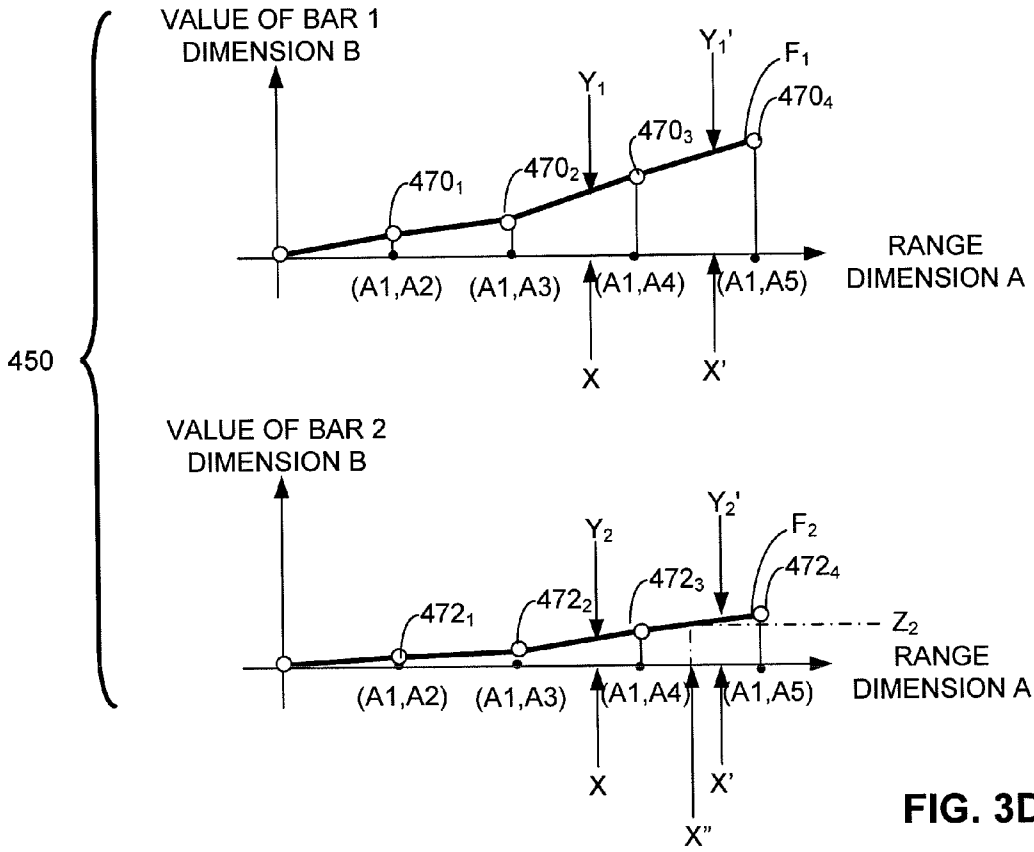 VALUE OF BAR 1
DIMENSION B
Y₁
Y₁'
F₁
470₄
470₃
470₂
470₁
(A1,A2)
(A1,A3)
(A1,A4)
(A1,A5)
RANGE
DIMENSION A
X
X'
450
VALUE OF BAR 2
DIMENSION B
Y₂
Y₂'
F₂
472₄
472₃
472₂
472₁
Z₂
RANGE
DIMENSION A
(A1,A2)
(A1,A3)
(A1,A4)
(A1,A5)
X
X'
X"
FIG. 3D